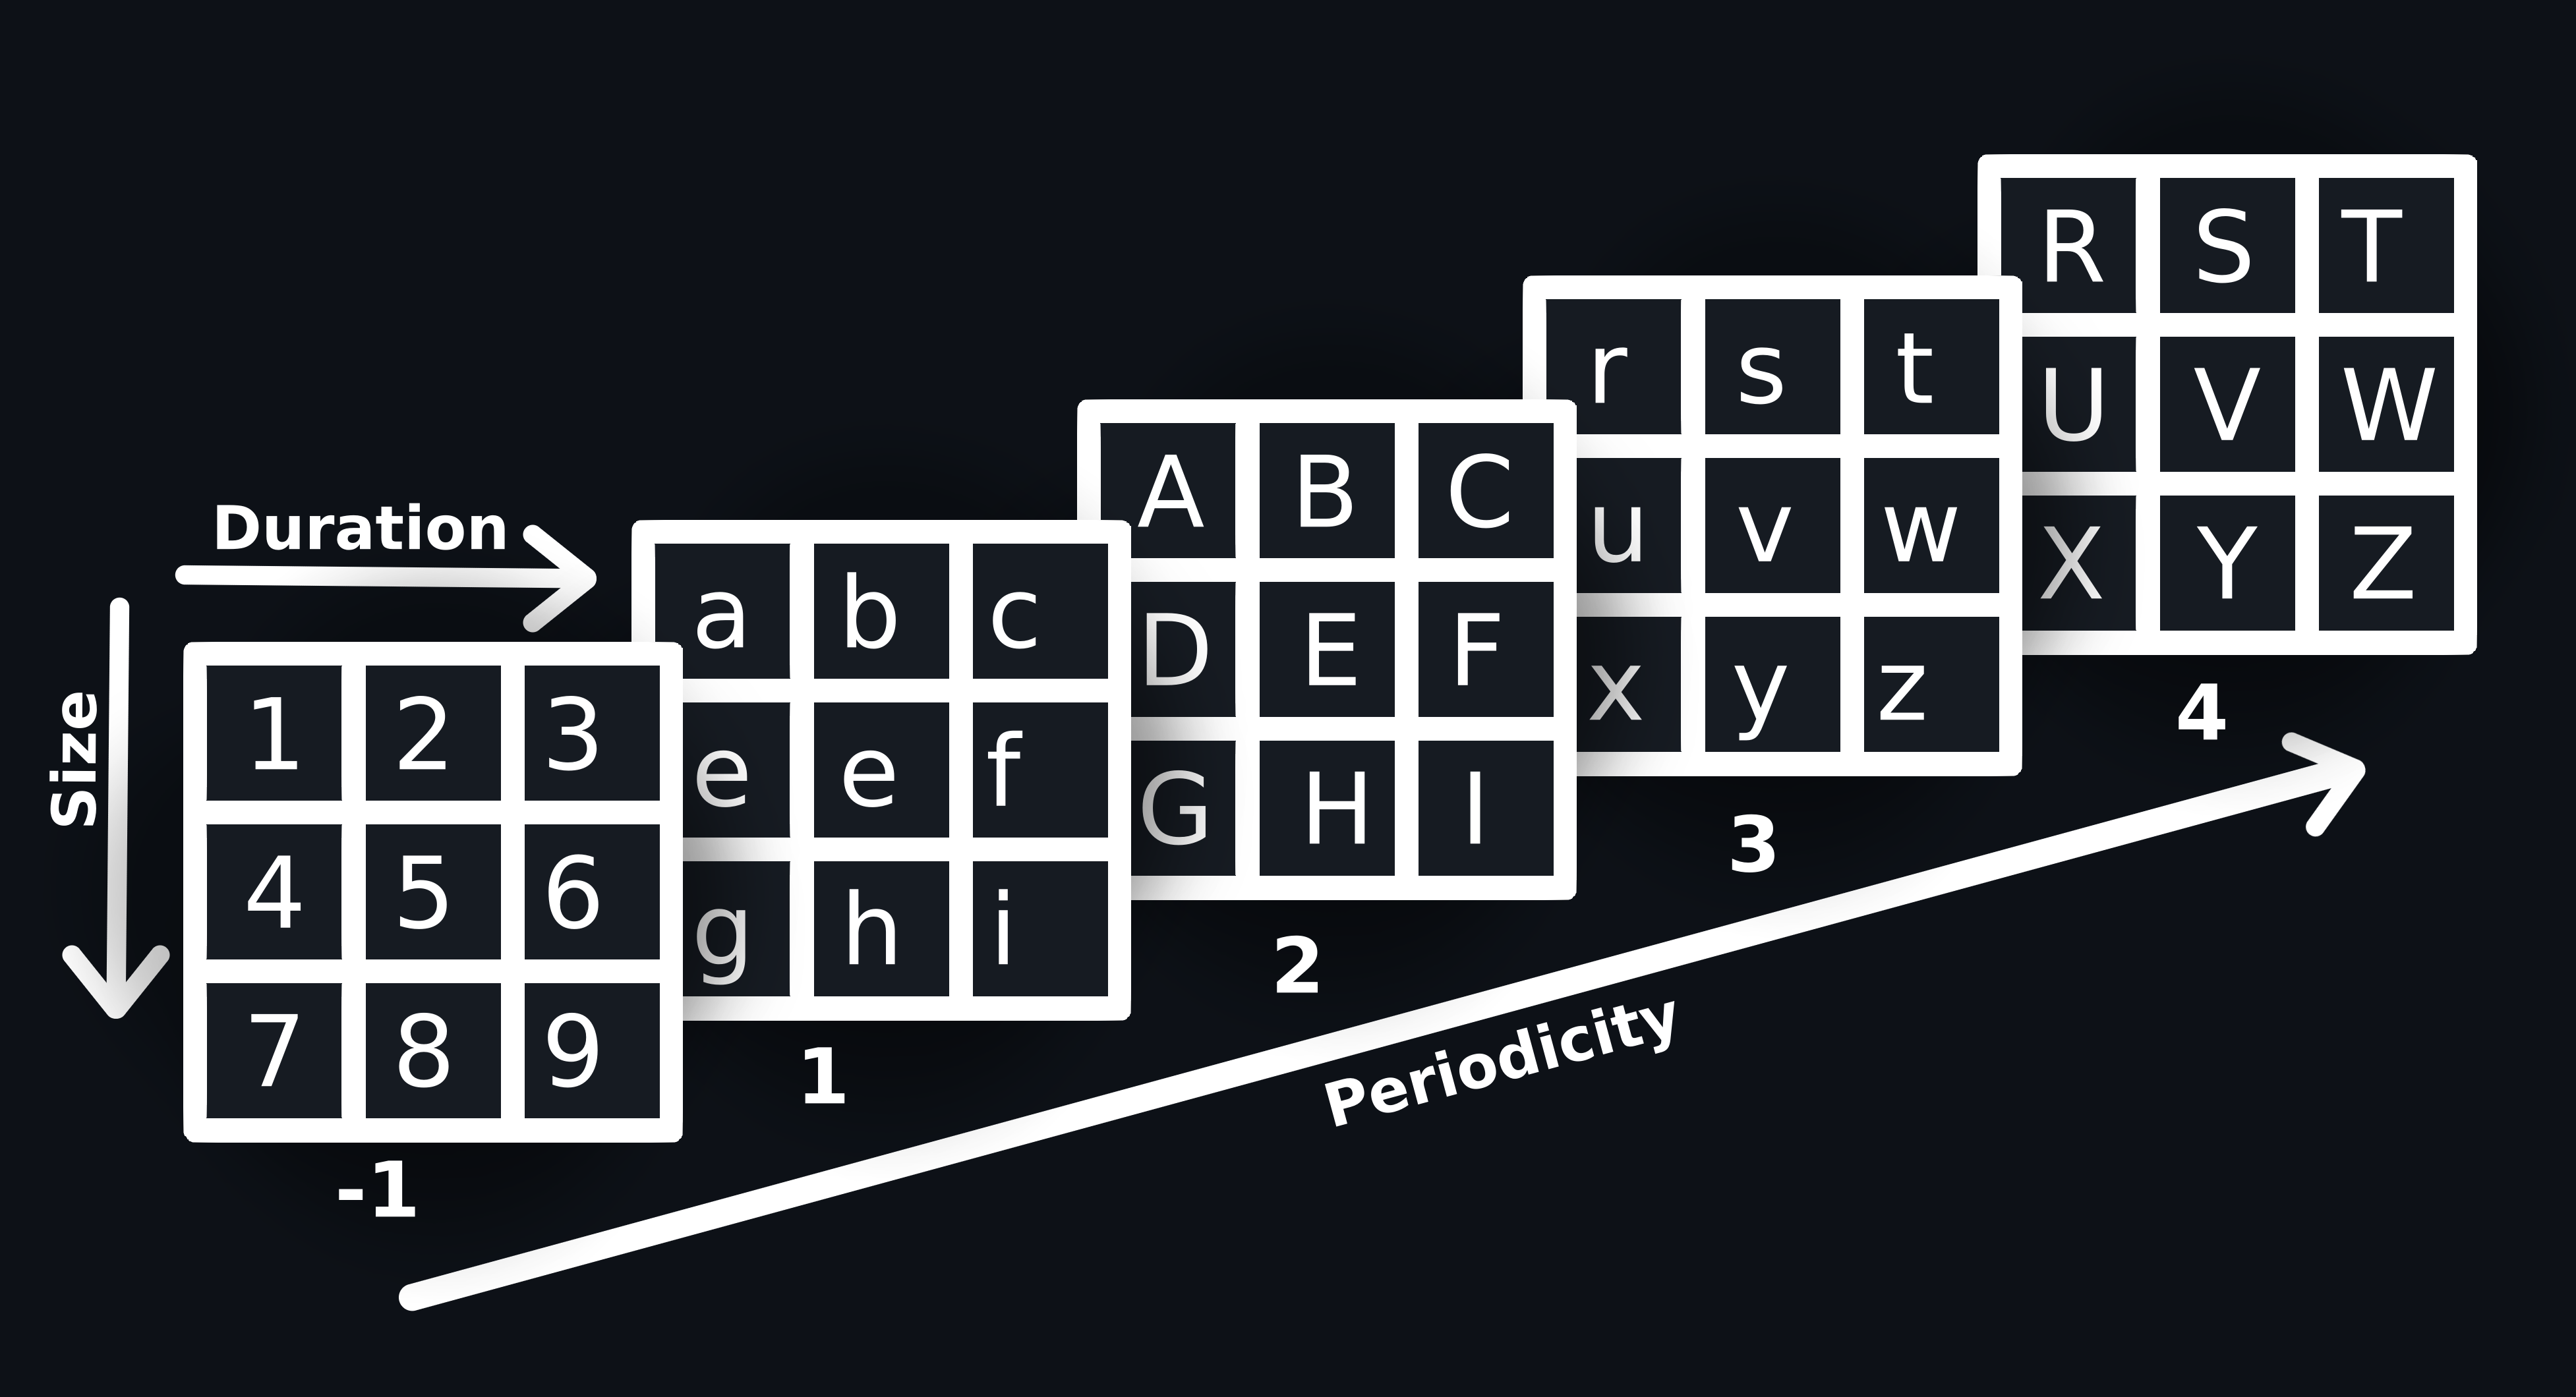 Duration
Size
1 2 3
4 5 6
7 8 9
-1
a b c
e e f
g h i
1
A B C
D E F
G H I
2
r s t
u v w
x y z
3
R S T
U V W
X Y Z
4
Periodicity